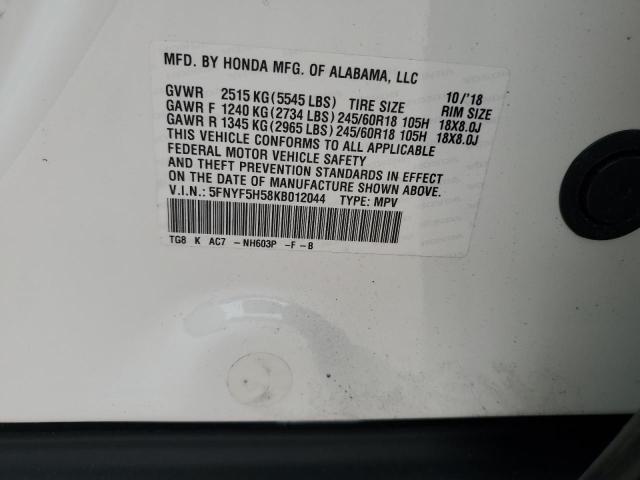 MFD. BY HONDA MFG. OF ALABAMA, LLC
10/'18
GVWR 2515 KG(5545 LBS) TIRE SIZE RIM SIZE
GAWR F 1240 KG(2734 LBS)245/60R18 105H 18X8.0J
GAWR R 1345 KG(2965 LBS)245/60R18 105H 18X8.0J
THIS VEHICLE CONFORMS TO ALL APPLICABLE
FEDERAL MOTOR VEHICLE SAFETY
AND THEFT PREVENTION STANDARDS IN EFFECT
ON THE DATE OF MANUFACTURE SHOWN ABOVE.
V.I.N.: 5FNYF5H58KB012044 TYPE: MPV
TG8 K AC7 -NH603P -F-B